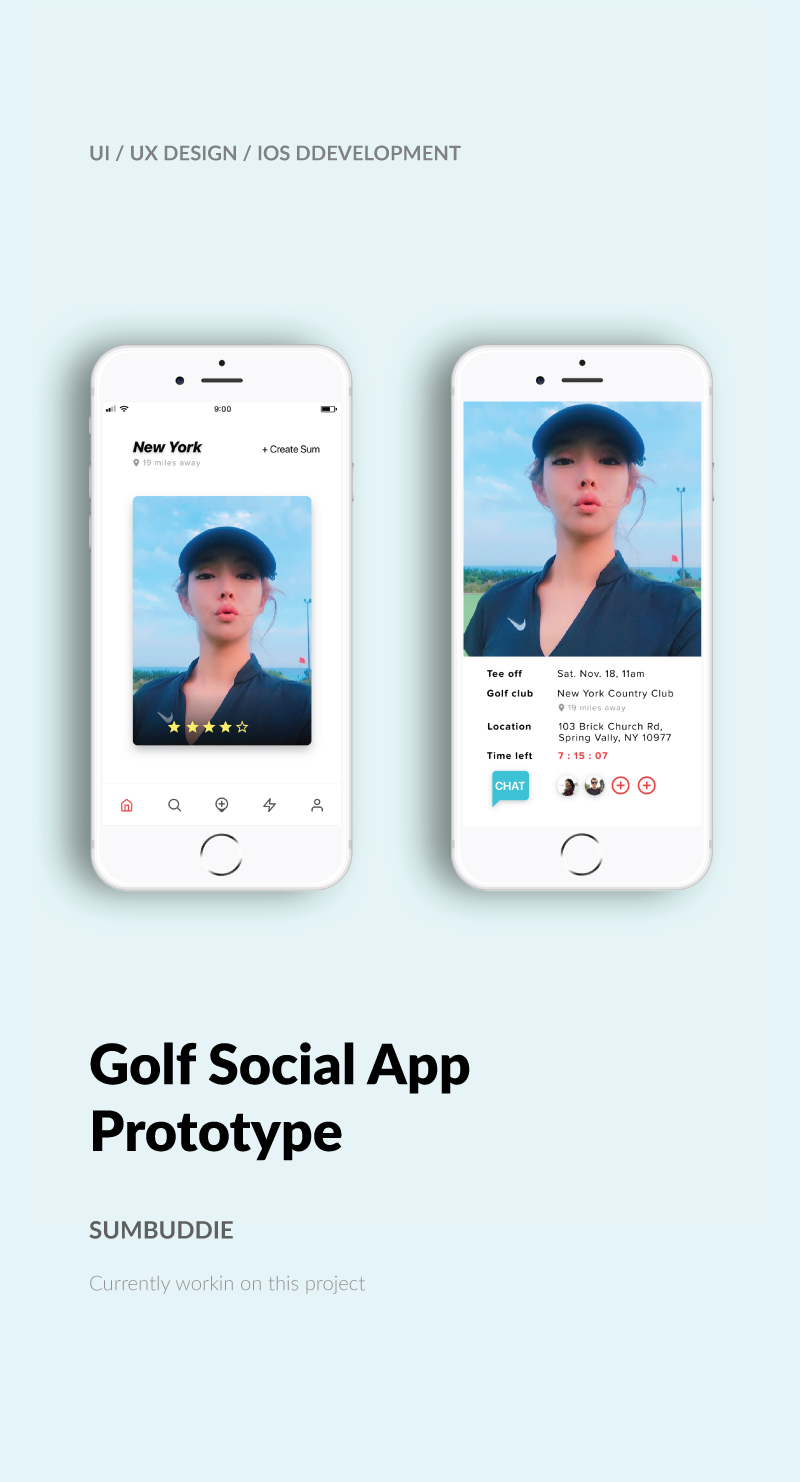 UI / UX DESIGN / IOS DDEVELOPMENT
9:00
New York
+ Create Sum
19 miles away
Tee off Sat. Nov. 18, 11am
Golf club New York Country Club
19 miles away
Location 103 Brick Church Rd,
Spring Vally, NY 10977
Time left 7 : 15 : 07
CHAT
Golf Social App
Prototype
SUMBUDDIE
Currently workin on this project